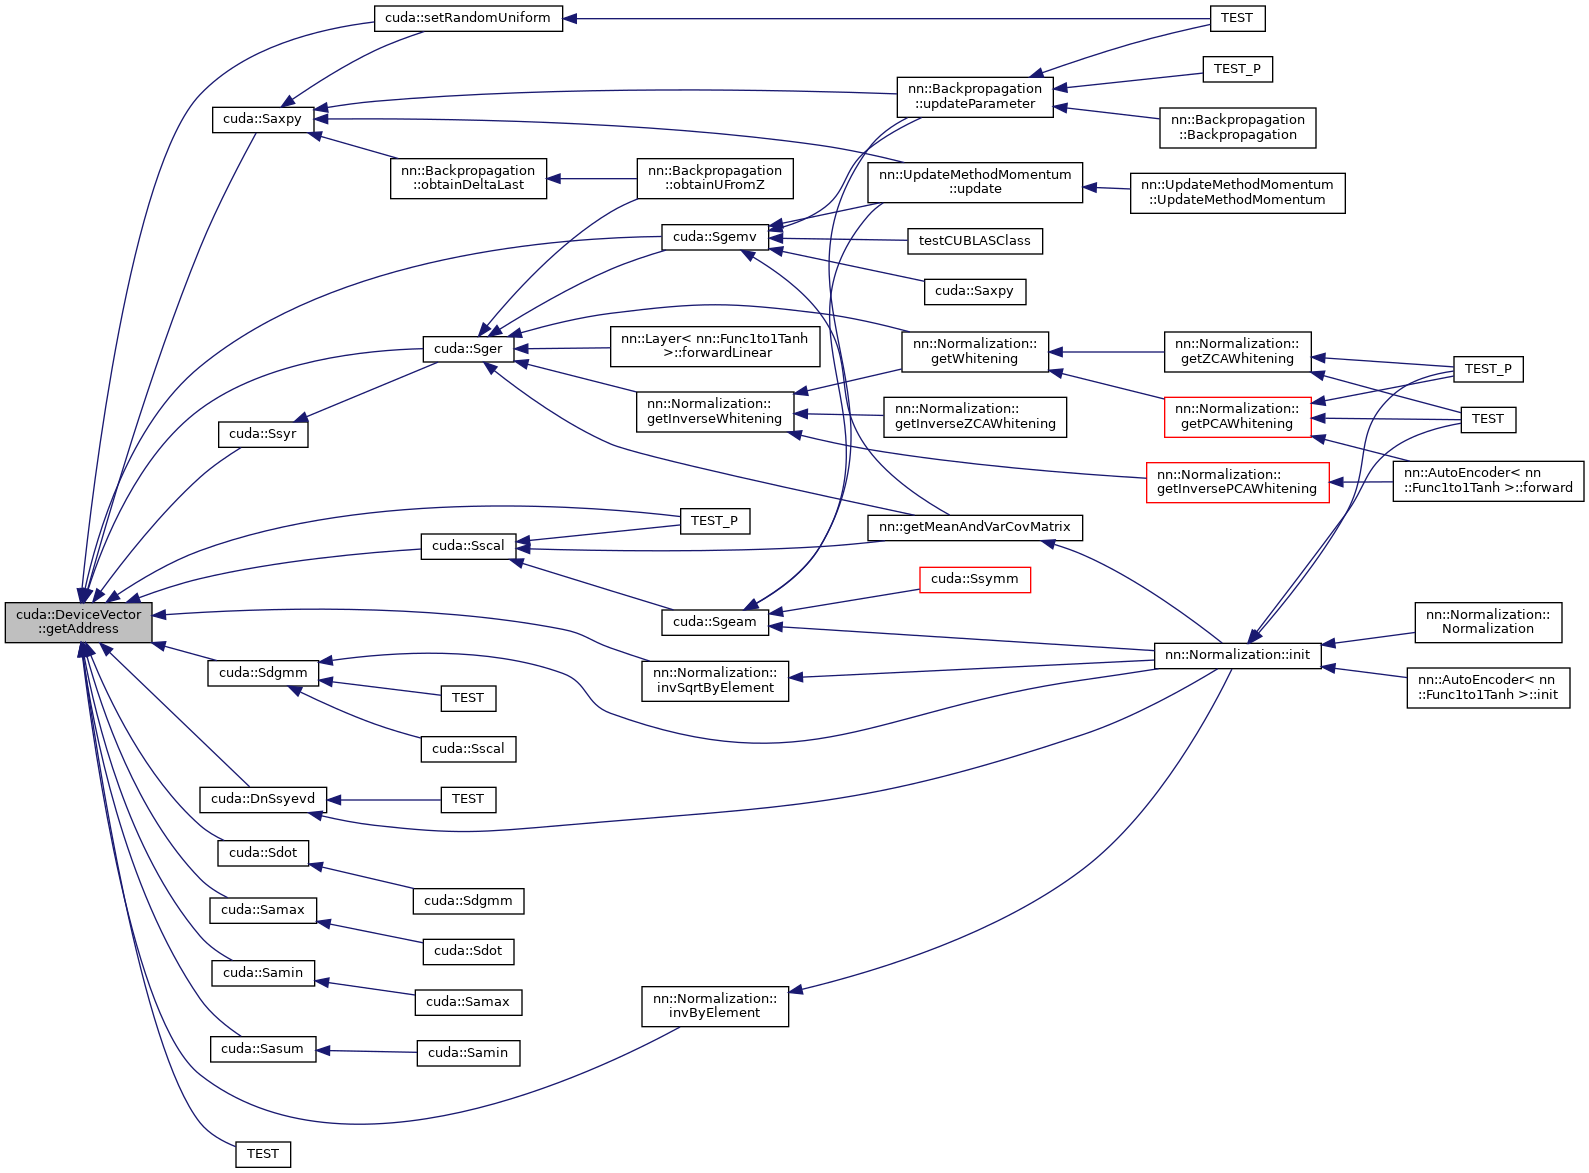 cuda::setRandomUniform
TEST
TEST_P
nn::Backpropagation
::updateParameter
cuda::Saxpy
nn::Backpropagation
::Backpropagation
nn::Backpropagation
::obtainDeltaLast
nn::Backpropagation
::obtainUFromZ
nn::UpdateMethodMomentum
::update
nn::UpdateMethodMomentum
::UpdateMethodMomentum
cuda::Sgemv
testCUBLASClass
cuda::Saxpy
cuda::Sger
nn::Layer< nn::Func1to1Tanh
>::forwardLinear
nn::Normalization::
getWhitening
nn::Normalization::
getZCAWhitening
TEST_P
nn::Normalization::
getInverseWhitening
nn::Normalization::
getInverseZCAWhitening
nn::Normalization::
getPCAWhitening
TEST
cuda::Ssyr
nn::Normalization::
getInversePCAWhitening
nn::AutoEncoder< nn
::Func1to1Tanh >::forward
TEST_P
nn::getMeanAndVarCovMatrix
cuda::Sscal
cuda::Ssymm
cuda::DeviceVector
::getAddress
cuda::Sgeam
nn::Normalization::
Normalization
nn::Normalization::init
cuda::Sdgmm
nn::Normalization::
invSqrtByElement
nn::AutoEncoder< nn
::Func1to1Tanh >::init
TEST
cuda::Sscal
cuda::DnSsyevd
TEST
cuda::Sdot
cuda::Sdgmm
cuda::Samax
cuda::Sdot
cuda::Samin
cuda::Samax
nn::Normalization::
invByElement
cuda::Sasum
cuda::Samin
TEST